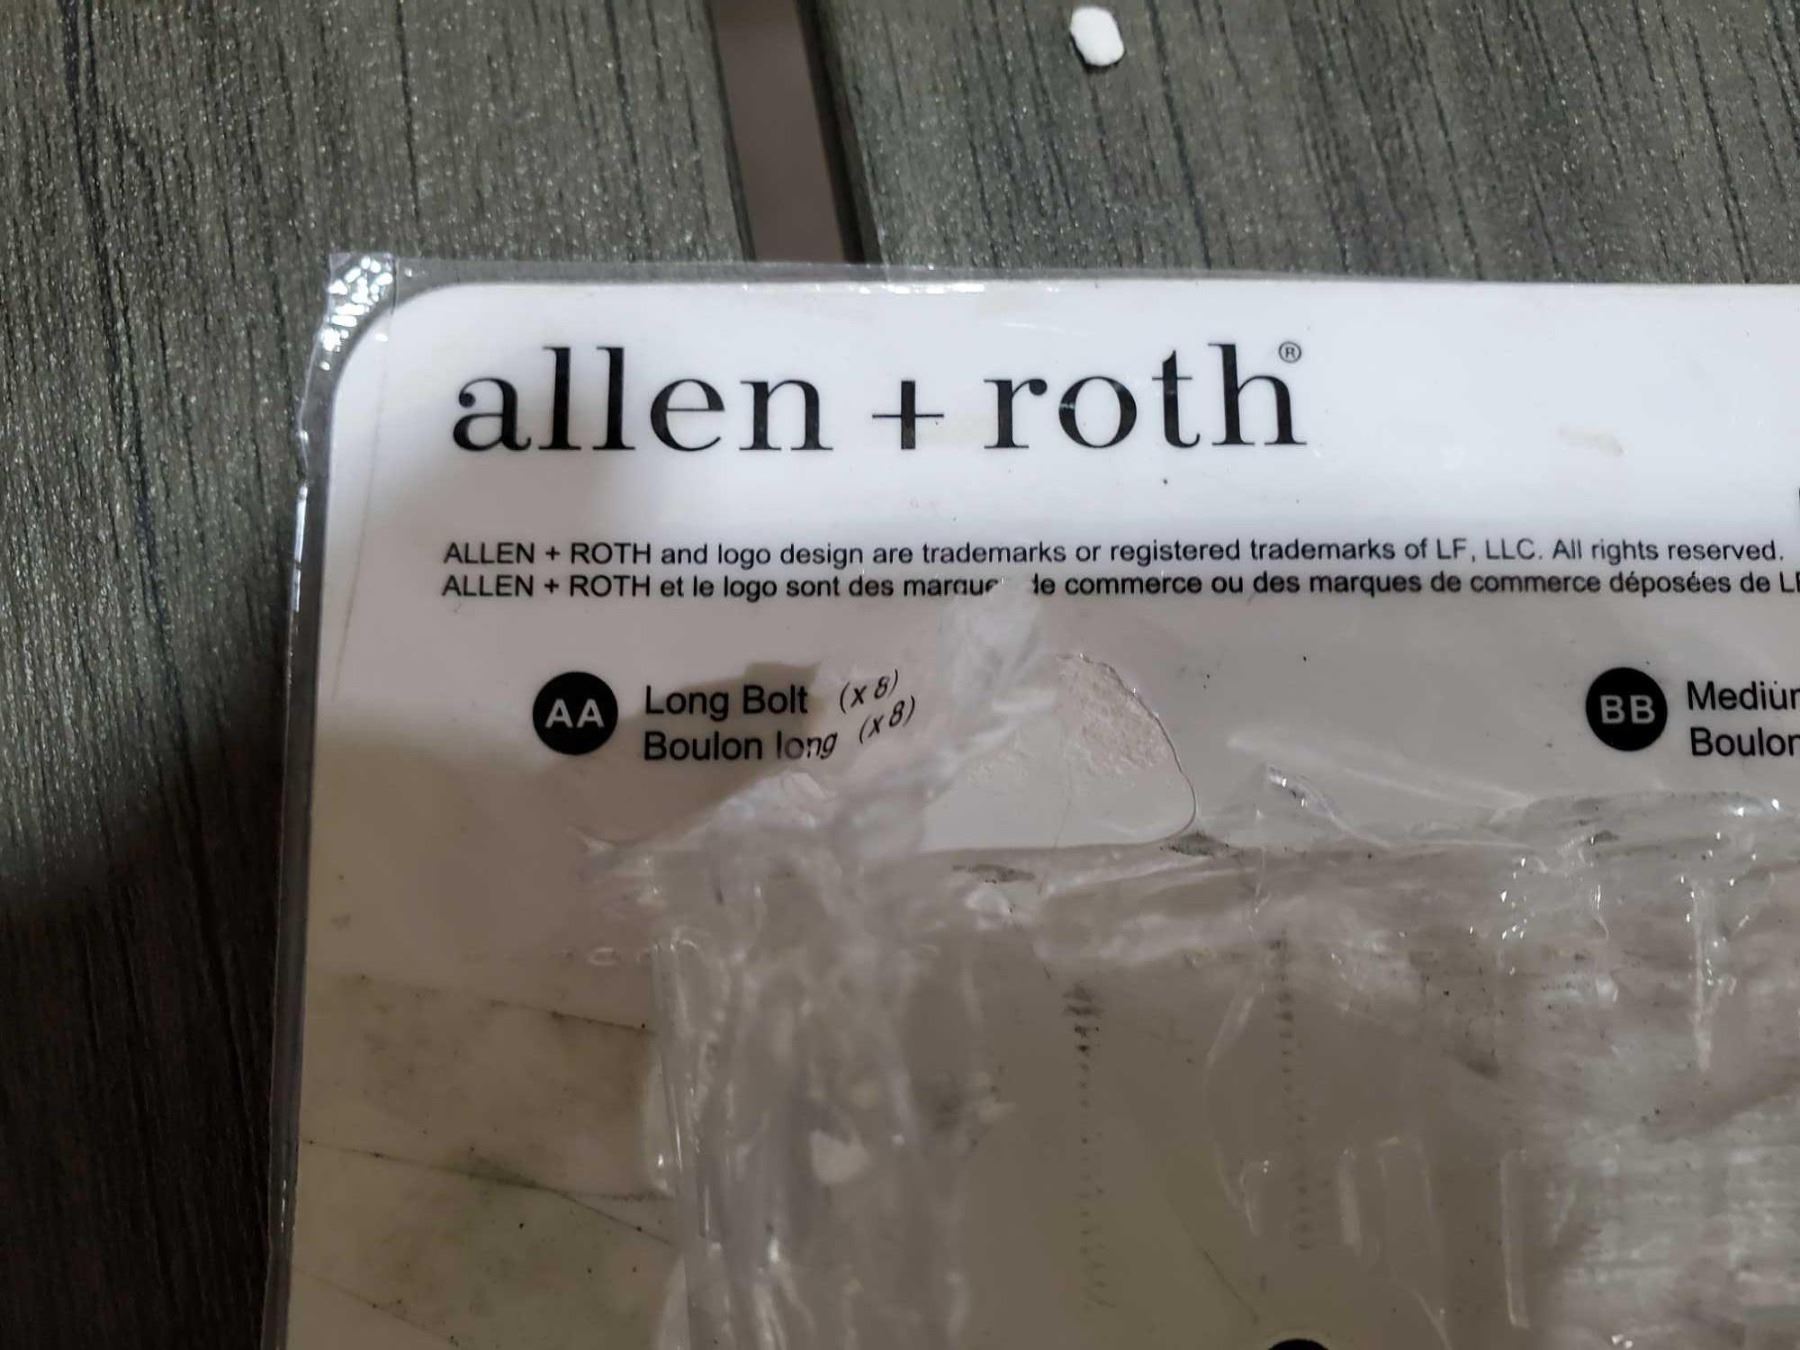 allen + roth®
ALLEN + ROTH and logo design are trademarks or registered trademarks of LF, LLC. All rights reserved.
ALLEN + ROTH et le logo sont des marque de commerce ou des marques de commerce déposées de LF
AA Long Bolt (x 8)
Boulon long (x 8)
BB